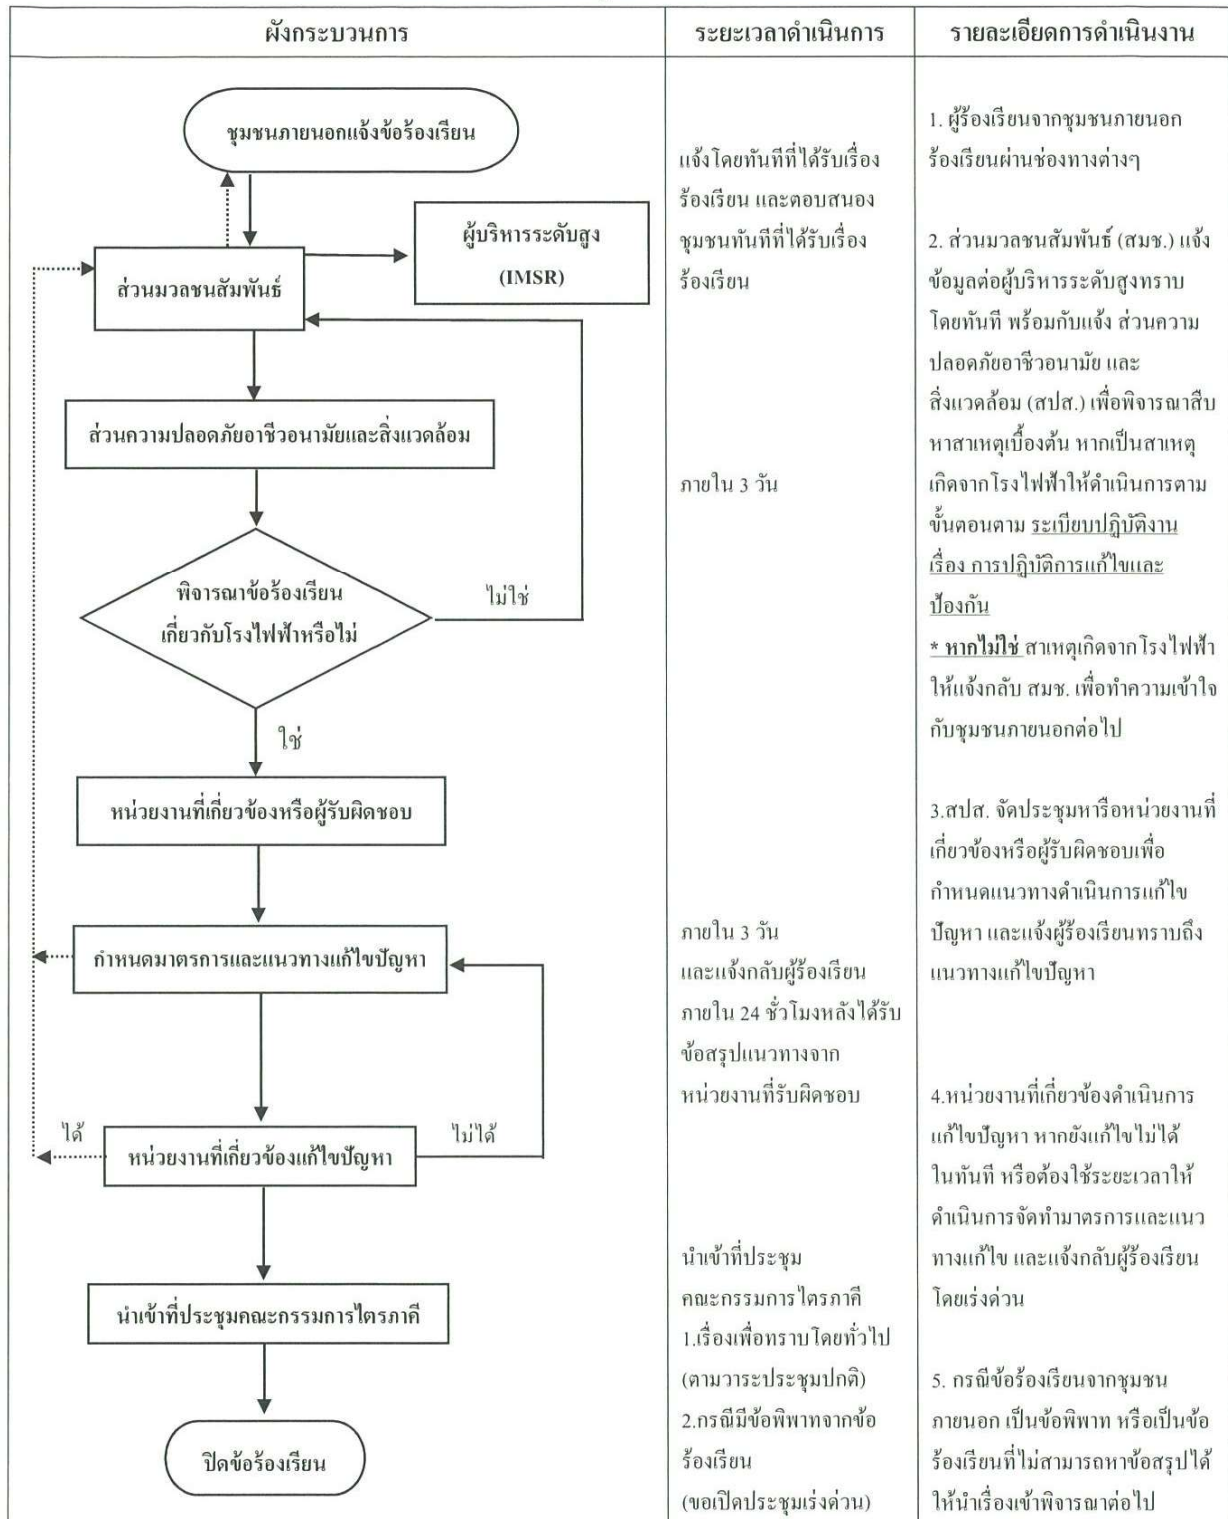 ผังกระบวนการ
ระยะเวลาดำเนินการ
รายละเอียดการดำเนินงาน
ชุมชนภายนอกแจ้งข้อร้องเรียน
ผู้บริหารระดับสูง
(IMSR)
ส่วนมวลชนสัมพันธ์
ส่วนความปลอดภัยอาชีวอนามัยและสิ่งแวดล้อม
พิจารณาข้อร้องเรียน
เกี่ยวกับโรงไฟฟ้าหรือไม่
ไม่ใช่
ใช่
หน่วยงานที่เกี่ยวข้องหรือผู้รับผิดชอบ
กำหนดมาตรการและแนวทางแก้ไขปัญหา
ได้
ไม่ได้
หน่วยงานที่เกี่ยวข้องแก้ไขปัญหา
นำเข้าที่ประชุมคณะกรรมการไตรภาคี
ปิดข้อร้องเรียน
แจ้งโดยทันทีที่ได้รับเรื่อง
ร้องเรียน และตอบสนอง
ชุมชนทันทีที่ได้รับเรื่อง
ร้องเรียน
ภายใน 3 วัน
ภายใน 3 วัน
และแจ้งกลับผู้ร้องเรียน
ภายใน 24 ชั่วโมงหลังได้รับ
ข้อสรุปแนวทางจาก
หน่วยงานที่รับผิดชอบ
นำเข้าที่ประชุม
คณะกรรมการไตรภาคี
1.เรื่องเพื่อทราบโดยทั่วไป
(ตามวาระประชุมปกติ)
2.กรณีมีข้อพิพาทจากข้อ
ร้องเรียน
(ขอเปิดประชุมเร่งด่วน)
1. ผู้ร้องเรียนจากชุมชนภายนอก
ร้องเรียนผ่านช่องทางต่างๆ
2. ส่วนมวลชนสัมพันธ์ (สมช.) แจ้ง
ข้อมูลต่อผู้บริหารระดับสูงทราบ
โดยทันที พร้อมกับแจ้ง ส่วนความ
ปลอดภัยอาชีวอนามัย และ
สิ่งแวดล้อม (สปส.) เพื่อพิจารณาสืบ
หาสาเหตุเบื้องต้น หากเป็นสาเหตุ
เกิดจากโรงไฟฟ้าให้ดำเนินการตาม
ขั้นตอนตาม ระเบียบปฏิบัติงาน
เรื่อง การปฏิบัติการแก้ไขและ
ป้องกัน
* หากไม่ใช่ สาเหตุเกิดจากโรงไฟฟ้า
ให้แจ้งกลับ สมช. เพื่อทำความเข้าใจ
กับชุมชนภายนอกต่อไป
3.สปส. จัดประชุมหารือหน่วยงานที่
เกี่ยวข้องหรือผู้รับผิดชอบเพื่อ
กำหนดแนวทางดำเนินการแก้ไข
ปัญหา และแจ้งผู้ร้องเรียนทราบถึง
แนวทางแก้ไขปัญหา
4.หน่วยงานที่เกี่ยวข้องดำเนินการ
แก้ไขปัญหา หากยังแก้ไขไม่ได้
ในทันที หรือต้องใช้ระยะเวลาให้
ดำเนินการจัดทำมาตรการและแนว
ทางแก้ไข และแจ้งกลับผู้ร้องเรียน
โดยเร่งด่วน
5. กรณีข้อร้องเรียนจากชุมชน
ภายนอก เป็นข้อพิพาท หรือเป็นข้อ
ร้องเรียนที่ไม่สามารถหาข้อสรุปได้
ให้นำเรื่องเข้าพิจารณาต่อไป